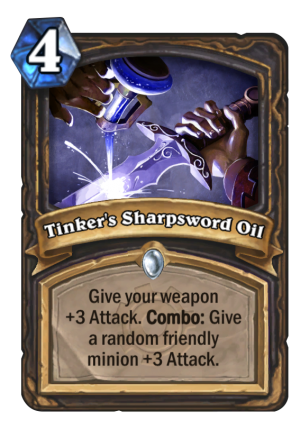 4
Tinker's Sharpsword Oil
Give your weapon
+3 Attack. Combo: Give
a random friendly
minion +3 Attack.